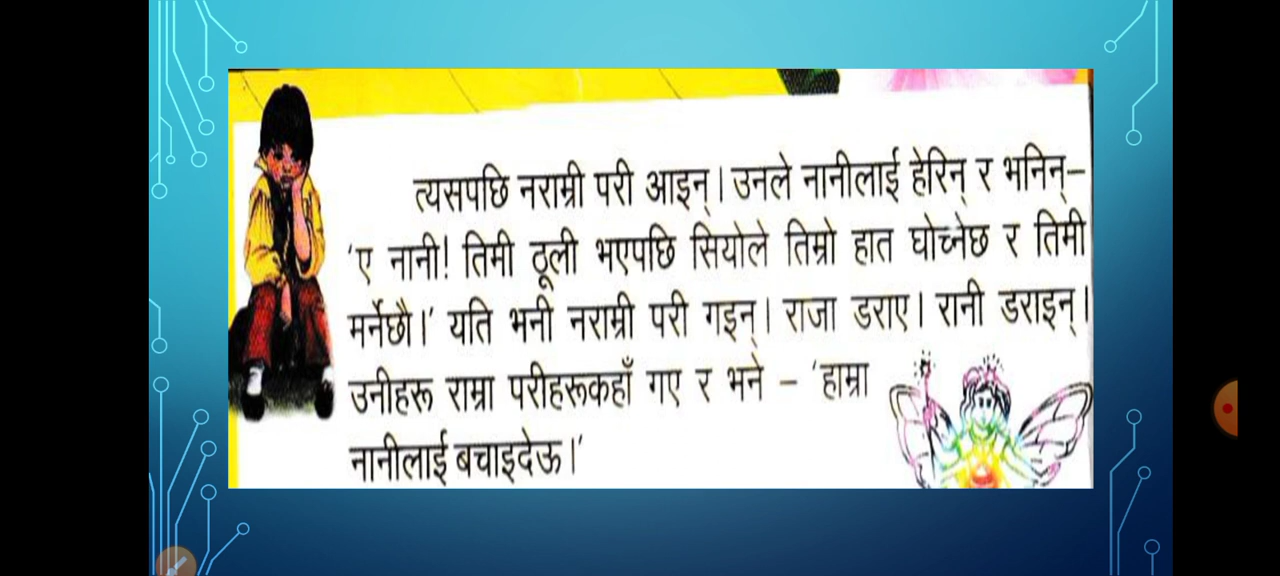 त्यसपछि नराम्री परी आइन् । उनले नानीलाई हेरिन् र भनिन्–
‘ए नानी! तिमी ठूली भएपछि सियोले तिम्रो हात घोच्नेछ र तिमी
मर्नेछौ।’ यति भनी नराम्री परी गइन्। राजा डराए। रानी डराइन्।
उनीहरू राम्रा परीहरूकहाँ गए र भने – ‘हाम्रा
नानीलाई बचाइदेऊ।’